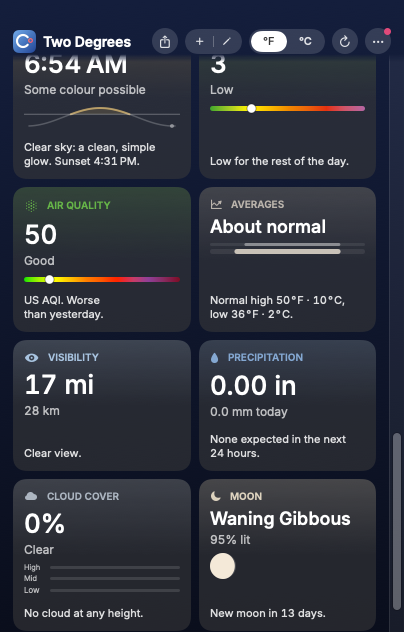 Two Degrees
°F
°C
6:54 AM
Some colour possible
Clear sky: a clean, simple
glow. Sunset 4:31 PM.
3
Low
Low for the rest of the day.
AIR QUALITY
50
Good
US AQI. Worse
than yesterday.
AVERAGES
About normal
Normal high 50°F · 10°C,
low 36°F · 2°C.
VISIBILITY
17 mi
28 km
Clear view.
PRECIPITATION
0.00 in
0.0 mm today
None expected in the next
24 hours.
CLOUD COVER
0%
Clear
High
Mid
Low
No cloud at any height.
MOON
Waning Gibbous
95% lit
New moon in 13 days.